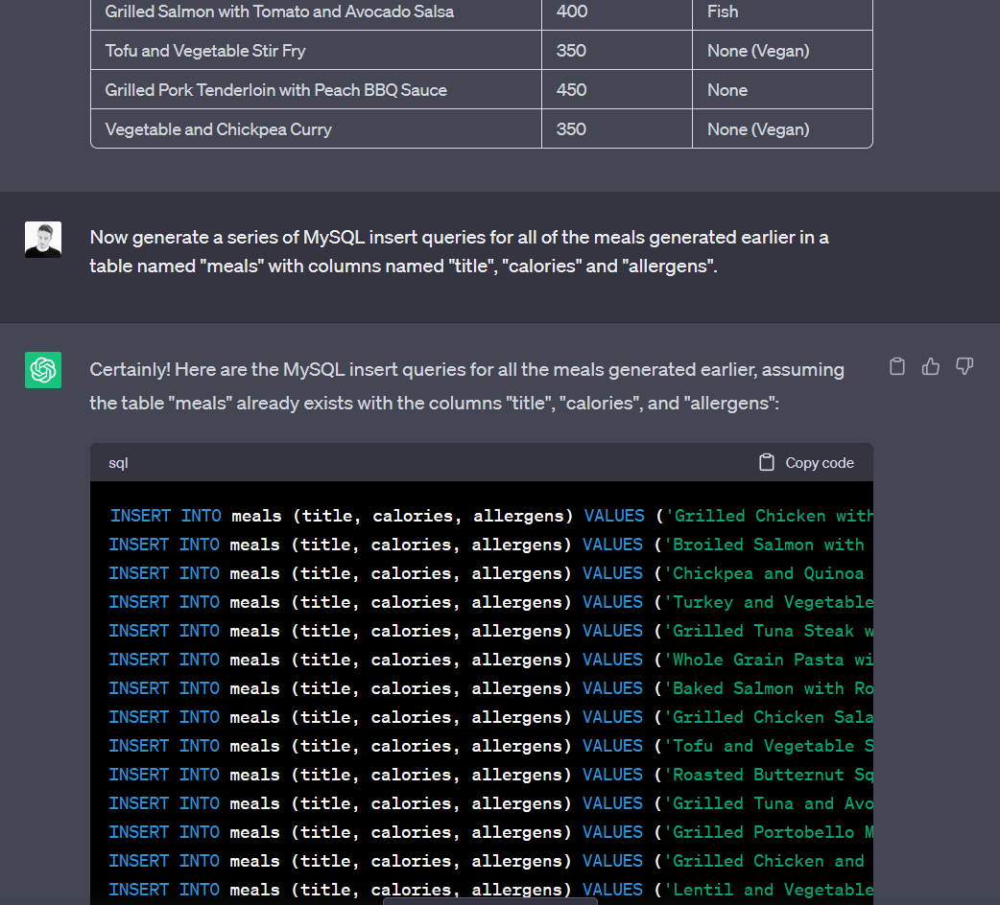 Grilled Salmon with Tomato and Avocado Salsa 400 Fish
Tofu and Vegetable Stir Fry 350 None (Vegan)
Grilled Pork Tenderloin with Peach BBQ Sauce 450 None
Vegetable and Chickpea Curry 350 None (Vegan)
Now generate a series of MySQL insert queries for all of the meals generated earlier in a
table named "meals" with columns named "title", "calories" and "allergens".
Certainly! Here are the MySQL insert queries for all the meals generated earlier, assuming
the table "meals" already exists with the columns "title", "calories", and "allergens":
sql Copy code
INSERT INTO meals (title, calories, allergens) VALUES ('Grilled Chicken with
INSERT INTO meals (title, calories, allergens) VALUES ('Broiled Salmon with
INSERT INTO meals (title, calories, allergens) VALUES ('Chickpea and Quinoa
INSERT INTO meals (title, calories, allergens) VALUES ('Turkey and Vegetable
INSERT INTO meals (title, calories, allergens) VALUES ('Grilled Tuna Steak w
INSERT INTO meals (title, calories, allergens) VALUES ('Whole Grain Pasta wi
INSERT INTO meals (title, calories, allergens) VALUES ('Baked Salmon with Ro
INSERT INTO meals (title, calories, allergens) VALUES ('Grilled Chicken Sala
INSERT INTO meals (title, calories, allergens) VALUES ('Tofu and Vegetable S
INSERT INTO meals (title, calories, allergens) VALUES ('Roasted Butternut Sq
INSERT INTO meals (title, calories, allergens) VALUES ('Grilled Tuna and Avo
INSERT INTO meals (title, calories, allergens) VALUES ('Grilled Portobello M
INSERT INTO meals (title, calories, allergens) VALUES ('Grilled Chicken and
INSERT INTO meals (title, calories, allergens) VALUES ('Lentil and Vegetable